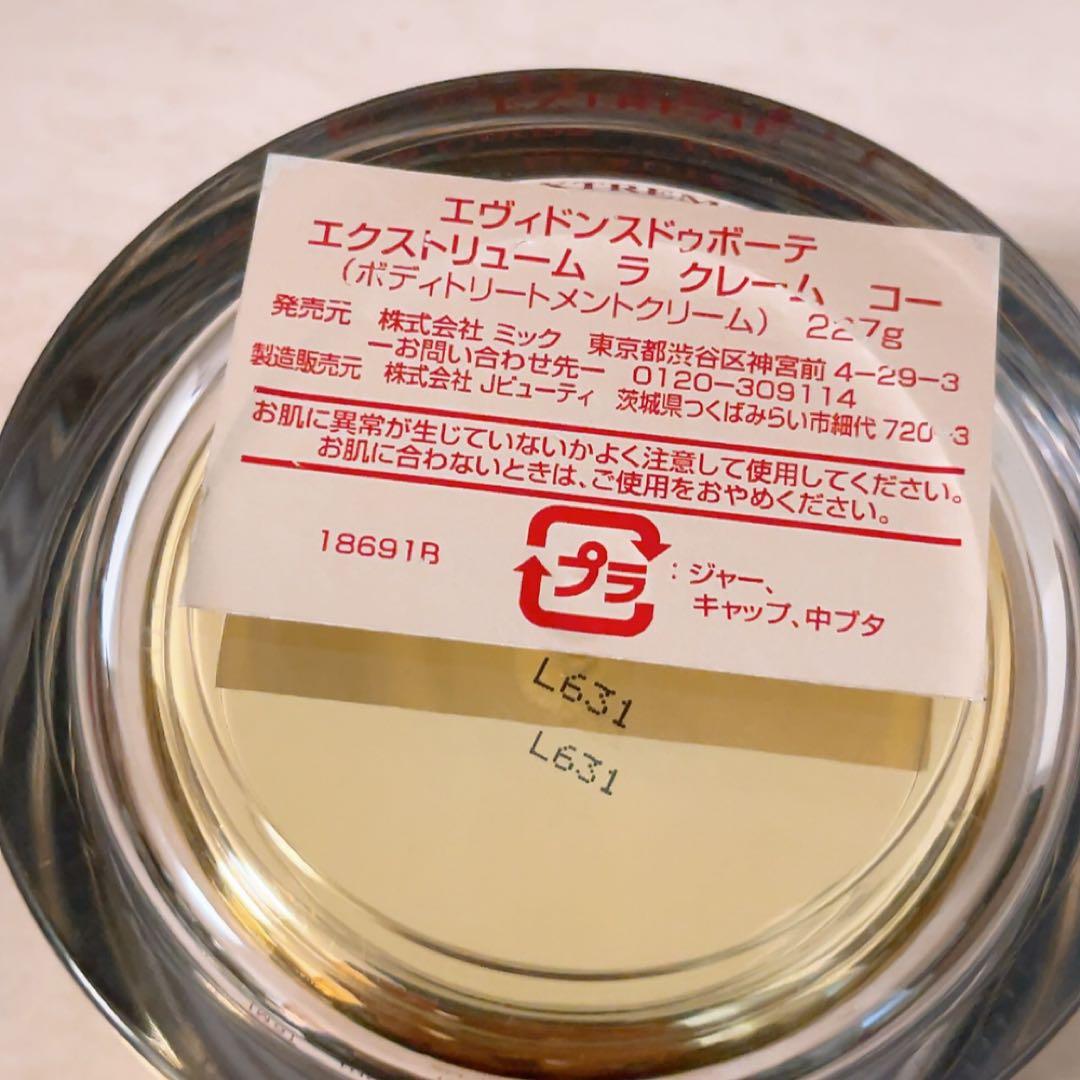 XTREM
エヴィドンスドゥボーテ
エクストリューム ラ クレーム コー
(ボディトリートメントクリーム) 227g
発売元 株式会社 ミック 東京都渋谷区神宮前 4-29-3
ーお問い合わせ先ー 0120-309114
製造販売元 株式会社 Jビューティ 茨城県つくばみらい市細代 720-3
お肌に異常が生じていないかよく注意して使用してください。
お肌に合わないときは、ご使用をおやめください。
18691B
プラ : ジャー、
キャップ、中ブタ
L631
L631